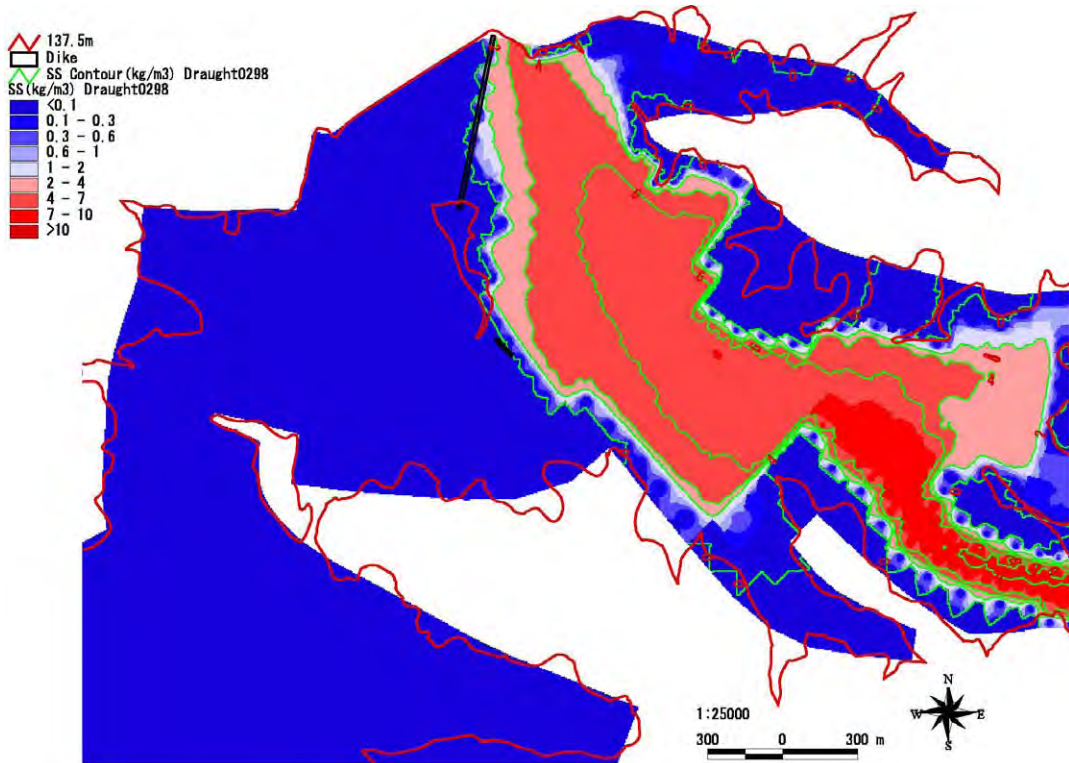 137.5m
Dike
SS Contour(kg/m3) Draught0298
SS(kg/m3) Draught0298
<0.1
0.1 - 0.3
0.3 - 0.6
0.6 - 1
1 - 2
2 - 4
4 - 7
7 - 10
>10
4
4
N
W E
S
1:25000
300 0 300 m